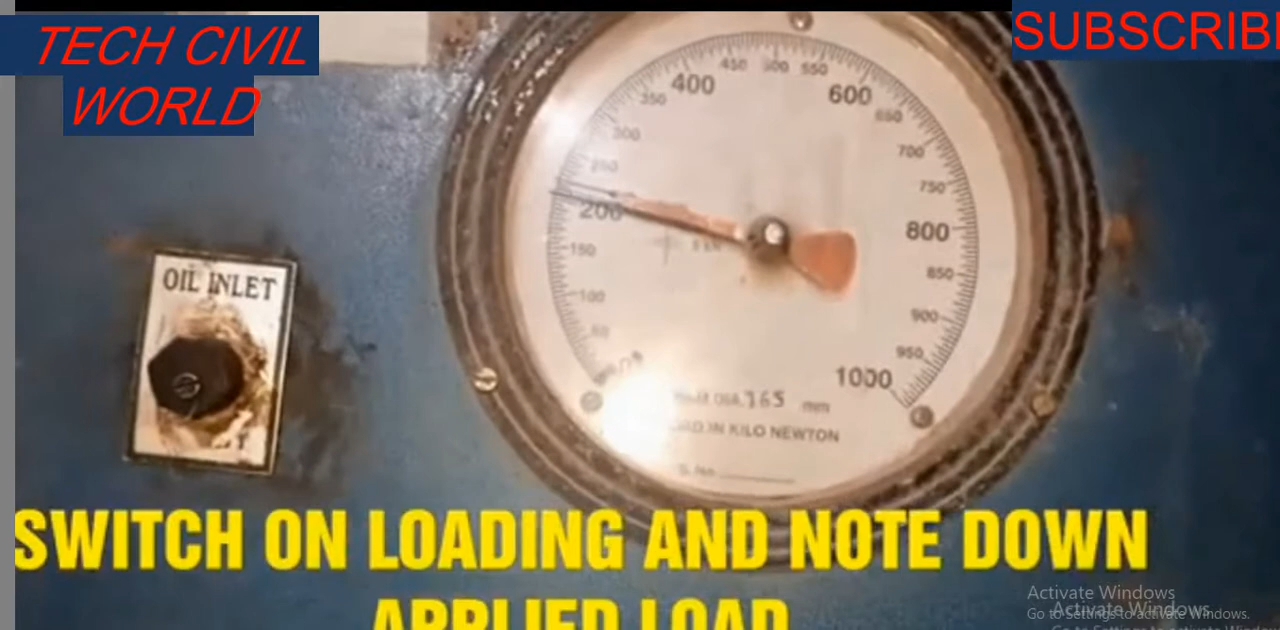 TECH CIVIL
WORLD
SUBSCRIB
450
500
550
400
600
350
650
300
700
250
750
200
800
150
850
100
900
50
950
1000
OIL INLET
165 mm
IN KILO NEWTON
SWITCH ON LOADING AND NOTE DOWN
APPLIED LOAD
Activate Windows
Go to Settings to activate Windows.
Activate Windows